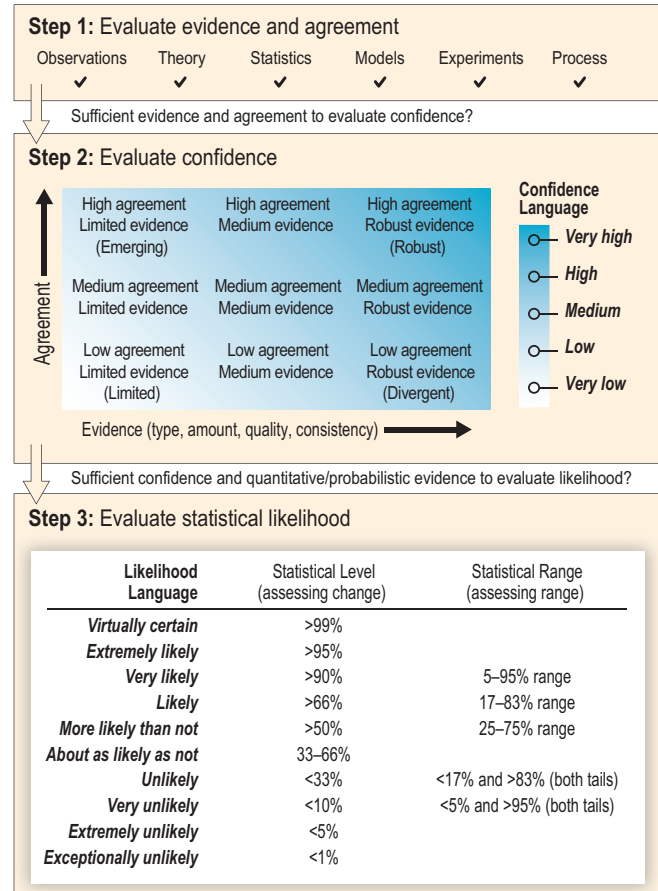 Step 1: Evaluate evidence and agreement
Observations Theory Statistics Models Experiments Process
Sufficient evidence and agreement to evaluate confidence?
Step 2: Evaluate confidence
Agreement
High agreement
Limited evidence
(Emerging)
High agreement
Medium evidence
High agreement
Robust evidence
(Robust)
Medium agreement
Limited evidence
Medium agreement
Medium evidence
Medium agreement
Robust evidence
Low agreement
Limited evidence
(Limited)
Low agreement
Medium evidence
Low agreement
Robust evidence
(Divergent)
Evidence (type, amount, quality, consistency)
Confidence
Language
Very high
High
Medium
Low
Very low
Sufficient confidence and quantitative/probabilistic evidence to evaluate likelihood?
Step 3: Evaluate statistical likelihood
Likelihood
Language
Statistical Level
(assessing change)
Statistical Range
(assessing range)
Virtually certain >99%
Extremely likely >95%
Very likely >90% 5–95% range
Likely >66% 17–83% range
More likely than not >50% 25–75% range
About as likely as not 33–66%
Unlikely <33% <17% and >83% (both tails)
Very unlikely <10% <5% and >95% (both tails)
Extremely unlikely <5%
Exceptionally unlikely <1%